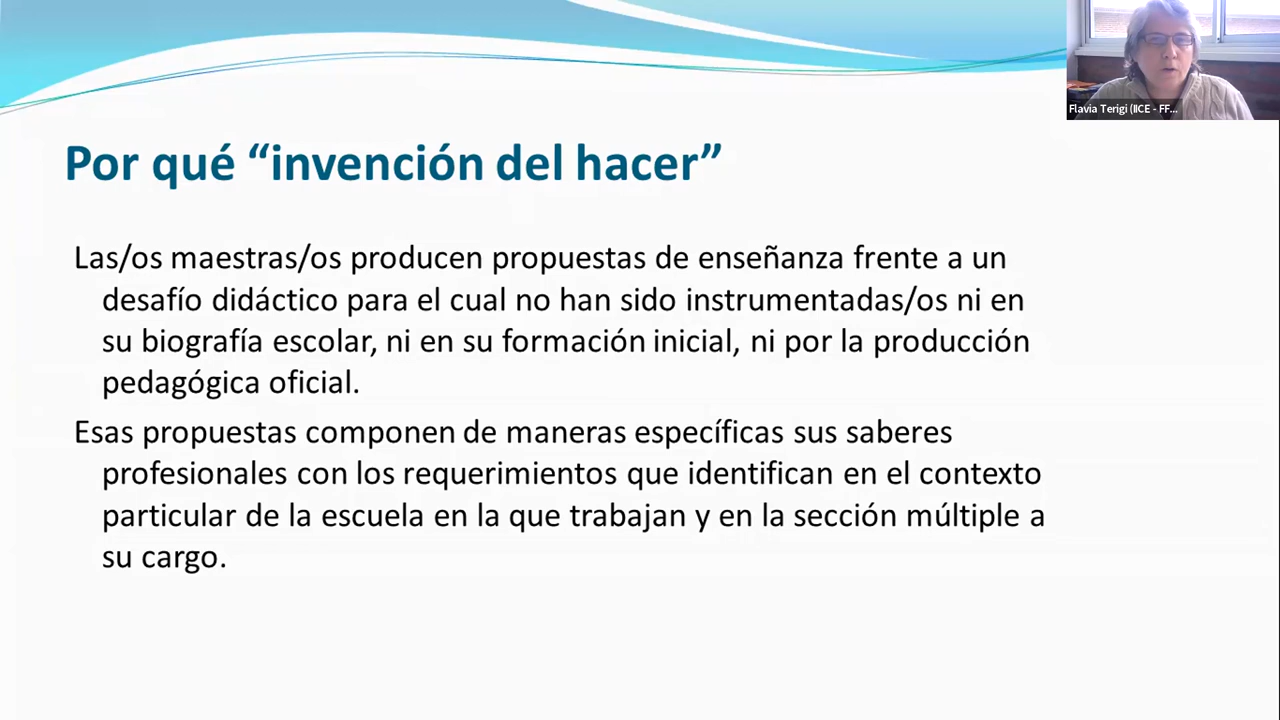 Flavia Terigi (IICE - FF...
Por qué “invención del hacer”
Las/os maestras/os producen propuestas de enseñanza frente a un
desafío didáctico para el cual no han sido instrumentadas/os ni en
su biografía escolar, ni en su formación inicial, ni por la producción
pedagógica oficial.
Esas propuestas componen de maneras específicas sus saberes
profesionales con los requerimientos que identifican en el contexto
particular de la escuela en la que trabajan y en la sección múltiple a
su cargo.